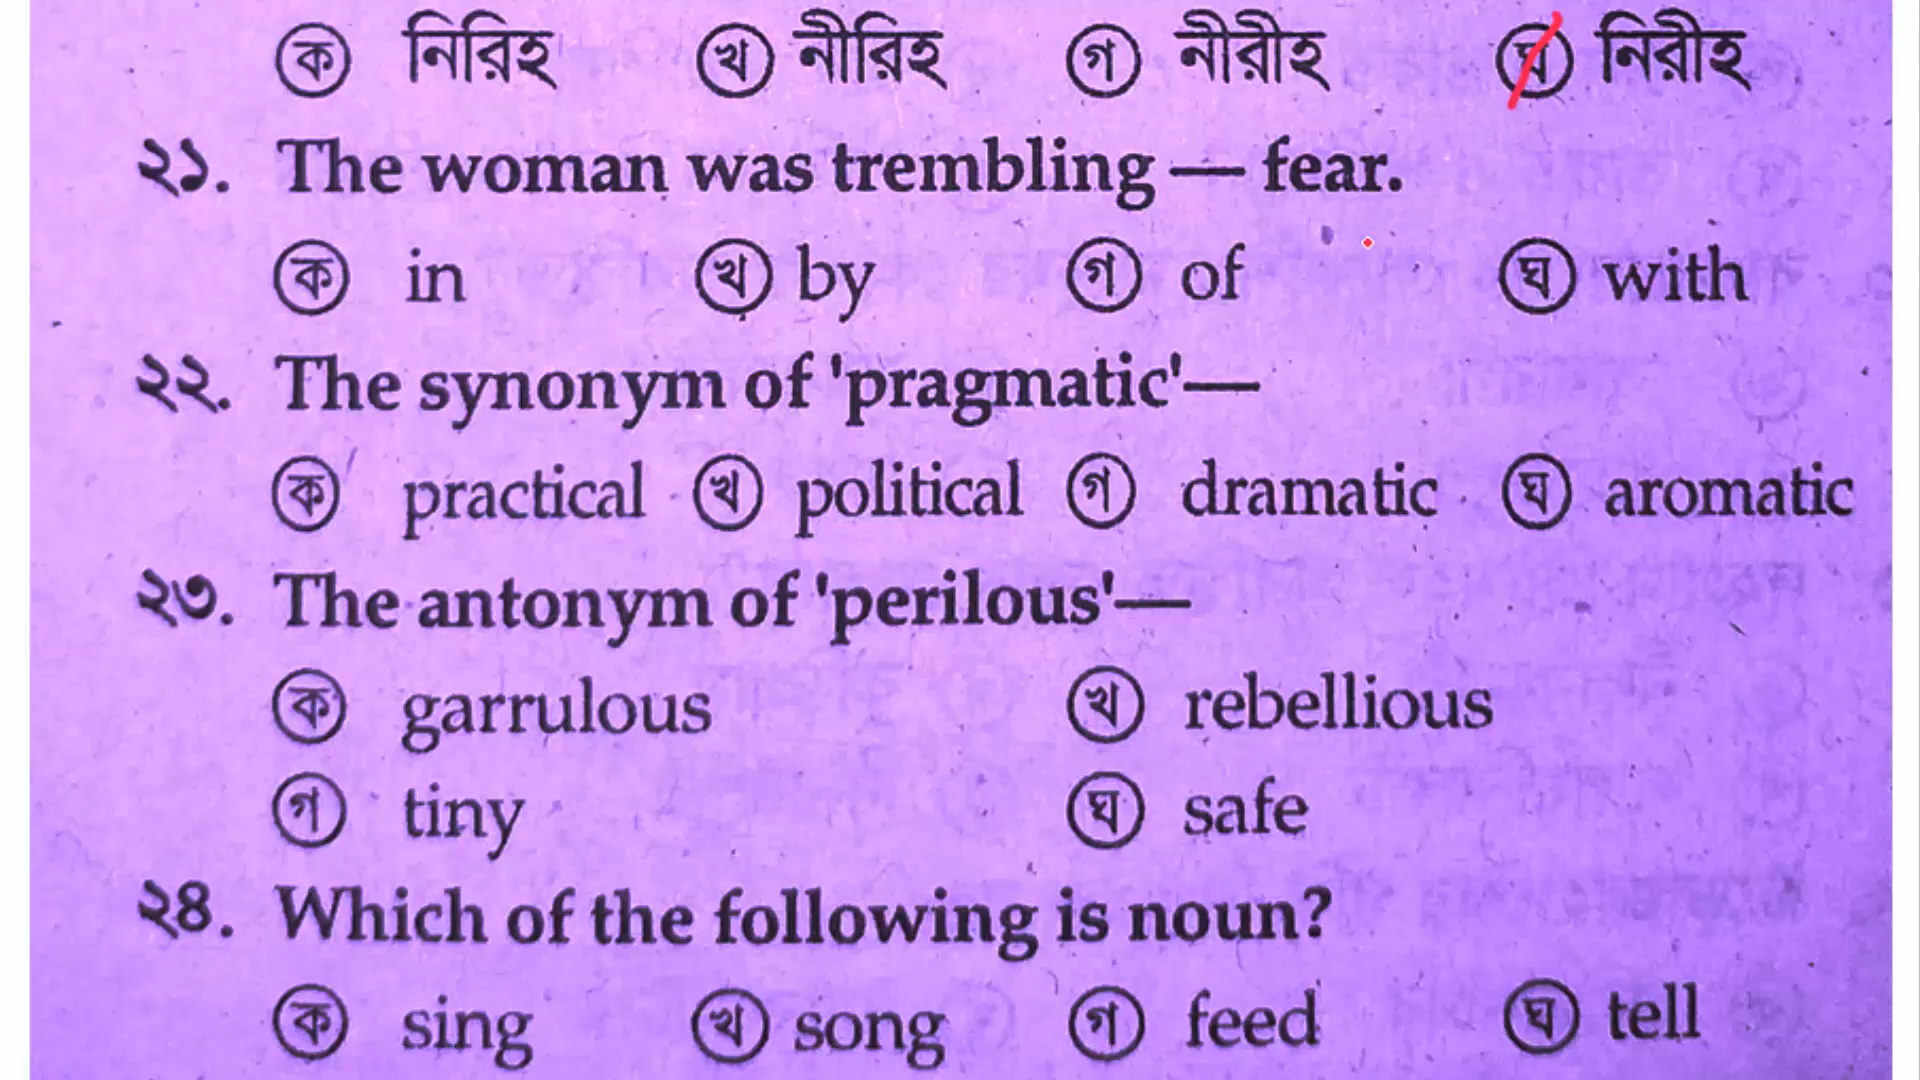 ক নিরিহ খ নীরিহ গ নীরীহ ঘ নিরীহ
২১. The woman was trembling — fear.
ক in খ by গ of ঘ with
২২. The synonym of 'pragmatic'—
ক practical খ political গ dramatic ঘ aromatic
২৩. The antonym of 'perilous'—
ক garrulous খ rebellious
গ tiny ঘ safe
২৪. Which of the following is noun?
ক sing খ song গ feed ঘ tell